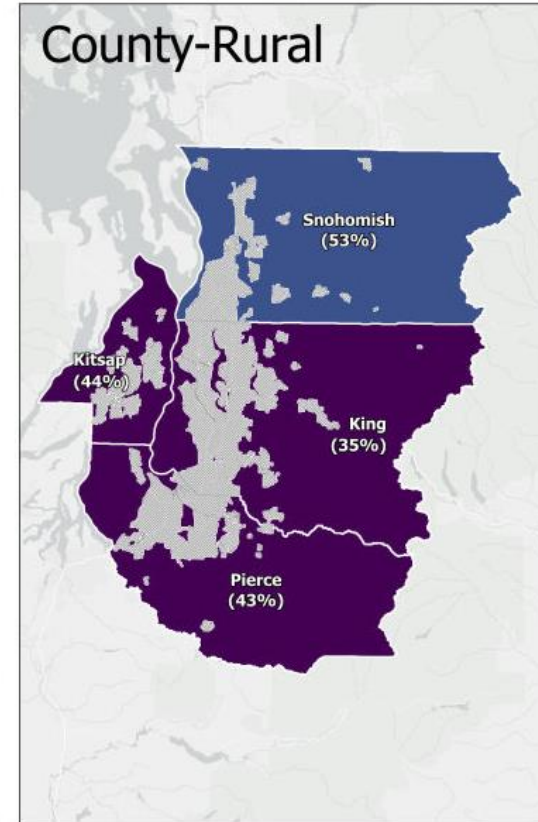 County-Rural
Snohomish
(53%)
Kitsap
(44%)
King
(35%)
Pierce
(43%)